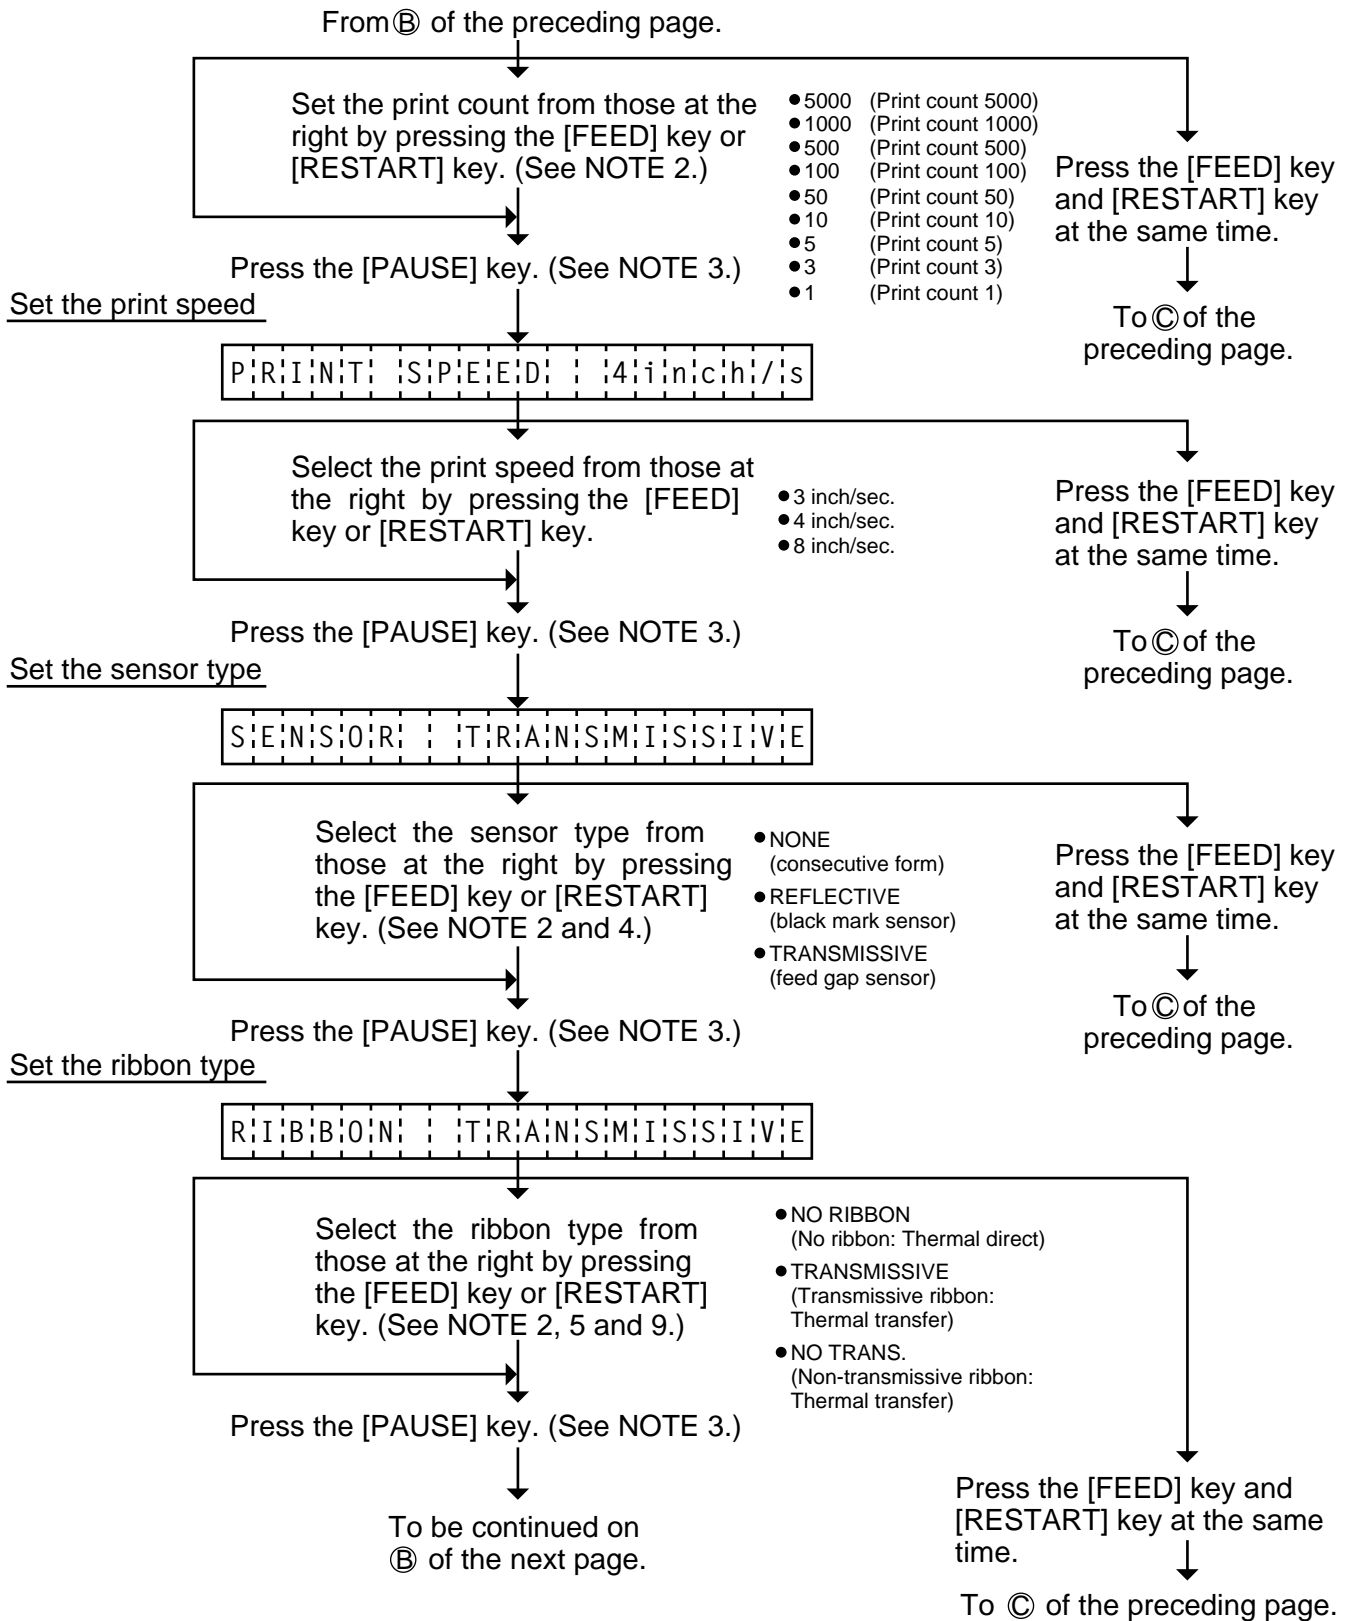 From Ⓑ of the preceding page.
Set the print count from those at the
right by pressing the [FEED] key or
[RESTART] key. (See NOTE 2.)
●5000 (Print count 5000)
●1000 (Print count 1000)
●500 (Print count 500)
●100 (Print count 100)
●50 (Print count 50)
●10 (Print count 10)
●5 (Print count 5)
●3 (Print count 3)
●1 (Print count 1)
Press the [FEED] key
and [RESTART] key
at the same time.
To Ⓒ of the
preceding page.
Press the [PAUSE] key. (See NOTE 3.)
Set the print speed
PRINT SPEED  4inch/s
Select the print speed from those at
the right by pressing the [FEED]
key or [RESTART] key.
●3 inch/sec.
●4 inch/sec.
●8 inch/sec.
Press the [FEED] key
and [RESTART] key
at the same time.
To Ⓒ of the
preceding page.
Press the [PAUSE] key. (See NOTE 3.)
Set the sensor type
SENSOR  TRANSMISSIVE
Select the sensor type from
those at the right by pressing
the [FEED] key or [RESTART]
key. (See NOTE 2 and 4.)
●NONE
(consecutive form)
●REFLECTIVE
(black mark sensor)
●TRANSMISSIVE
(feed gap sensor)
Press the [FEED] key
and [RESTART] key
at the same time.
To Ⓒ of the
preceding page.
Press the [PAUSE] key. (See NOTE 3.)
Set the ribbon type
RIBBON  TRANSMISSIVE
Select the ribbon type from
those at the right by pressing
the [FEED] key or [RESTART]
key. (See NOTE 2, 5 and 9.)
●NO RIBBON
(No ribbon: Thermal direct)
●TRANSMISSIVE
(Transmissive ribbon:
Thermal transfer)
●NO TRANS.
(Non-transmissive ribbon:
Thermal transfer)
Press the [PAUSE] key. (See NOTE 3.)
To be continued on
Ⓑ of the next page.
Press the [FEED] key and
[RESTART] key at the same
time.
To Ⓒ of the preceding page.